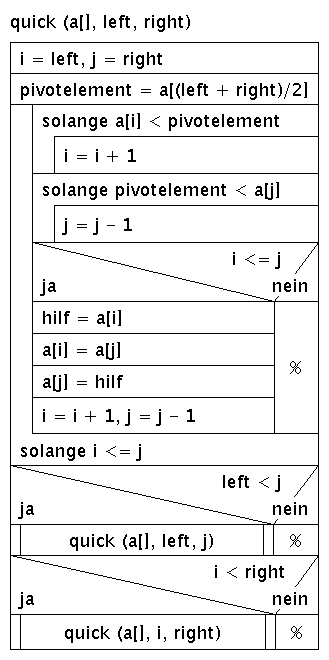 quick (a[], left, right)
i = left, j = right
pivotelement = a[(left + right)/2]
solange a[i] < pivotelement
i = i + 1
solange pivotelement < a[j]
j = j – 1
i <= j
ja nein
hilf = a[i]
a[i] = a[j]
%
a[j] = hilf
i = i + 1, j = j – 1
solange i <= j
left < j
ja nein
quick (a[], left, j) %
i < right
ja nein
quick (a[], i, right) %